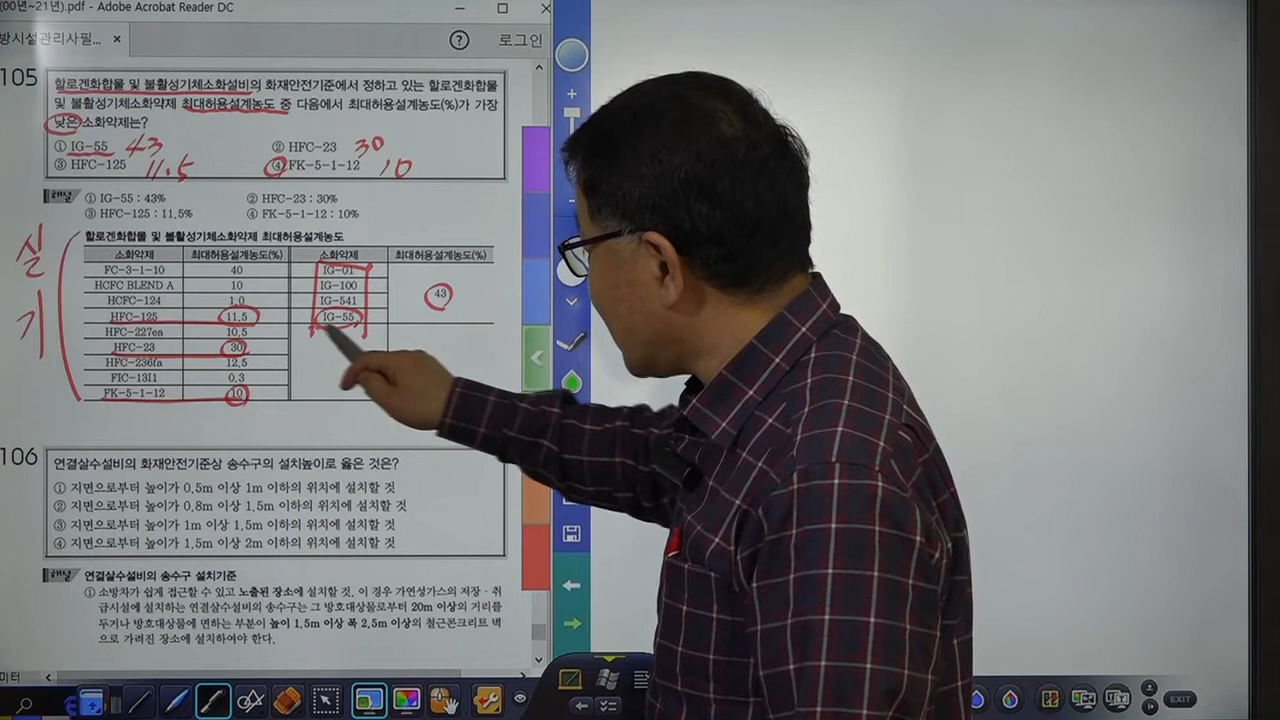 (00년~21년).pdf - Adobe Acrobat Reader DC
방시설관리사필... ×
? 로그인
105 할로겐화합물 및 불활성기체소화설비의 화재안전기준에서 정하고 있는 할로겐화합물
및 불활성기체소화약제 최대허용설계농도 중 다음에서 최대허용설계농도(%)가 가장
낮은 소화약제는?
① IG-55 43 ② HFC-23 30
③ HFC-125 11.5 ④ FK-5-1-12 10
해설 ① IG-55 : 43% ② HFC-23 : 30%
③ HFC-125 : 11.5% ④ FK-5-1-12 : 10%
실기
할로겐화합물 및 불활성기체소화약제 최대허용설계농도
소화약제 최대허용설계농도(%) 소화약제 최대허용설계농도(%)
FC-3-1-10 40 IG-01 43
HCFC BLEND A 10 IG-100
HCFC-124 1.0 IG-541
HFC-125 11.5 IG-55
HFC-227ea 10.5
HFC-23 30
HFC-236fa 12.5
FIC-13I1 0.3
FK-5-1-12 10
106 연결살수설비의 화재안전기준상 송수구의 설치높이로 옳은 것은?
① 지면으로부터 높이가 0.5m 이상 1m 이하의 위치에 설치할 것
② 지면으로부터 높이가 0.8m 이상 1.5m 이하의 위치에 설치할 것
③ 지면으로부터 높이가 1m 이상 1.5m 이하의 위치에 설치할 것
④ 지면으로부터 높이가 1.5m 이상 2m 이하의 위치에 설치할 것
해설 연결살수설비의 송수구 설치기준
① 소방차가 쉽게 접근할 수 있고 노출된 장소에 설치할 것. 이 경우 가연성가스의 저장·취
급시설에 설치하는 연결살수설비의 송수구는 그 방호대상물로부터 20m 이상의 거리를
두거나 방호대상물에 면하는 부분이 높이 1.5m 이상 폭 2.5m 이상의 철근콘크리트 벽
으로 가려진 장소에 설치하여야 한다.
미터
EXIT